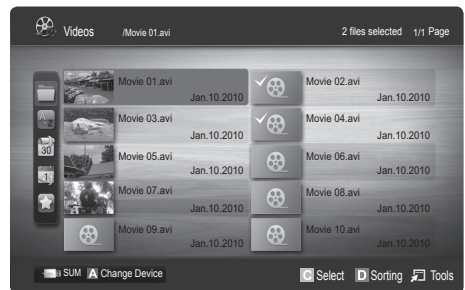 Videos /Movie 01.avi 2 files selected 1/1 Page
Movie 01.avi Movie 02.avi
Jan.10.2010 Jan.10.2010
Movie 03.avi Movie 04.avi
Jan.10.2010 Jan.10.2010
Movie 05.avi Movie 06.avi
Jan.10.2010 Jan.10.2010
Movie 07.avi Movie 08.avi
Jan.10.2010 Jan.10.2010
Movie 09.avi Movie 10.avi
Jan.10.2010 Jan.10.2010
A
Z
30
1
SUM A Change Device C Select D Sorting Tools